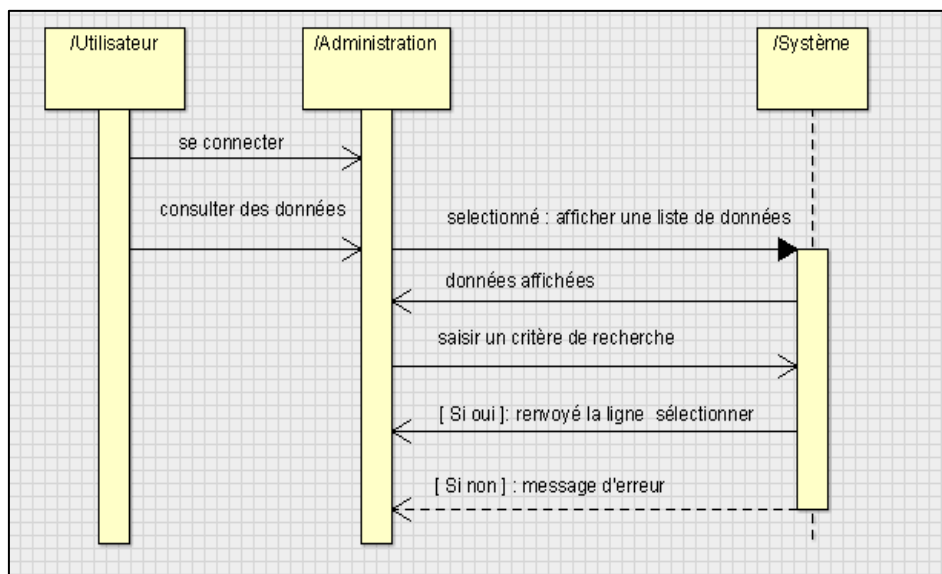 /Utilisateur
/Administration
/Système
se connecter
consulter des données
selectionné : afficher une liste de données
données affichées
saisir un critère de recherche
[ Si oui ]: renvoyé la ligne sélectionner
[ Si non ] : message d'erreur